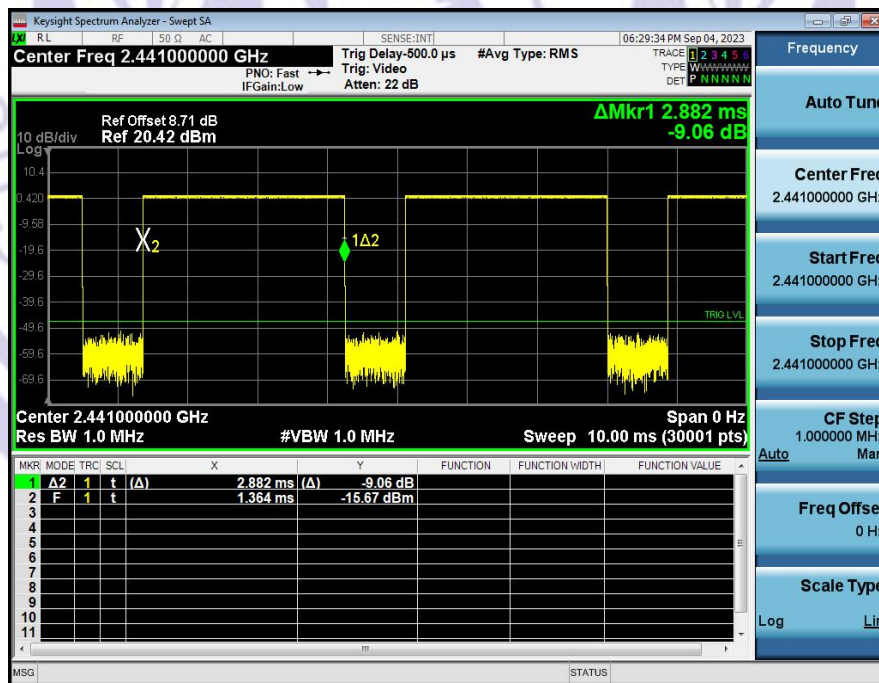 Keysight Spectrum Analyzer - Swept SA
LXI RL RF 50 Ω AC SENSE:INT 06:29:34 PM Sep 04, 2023
Center Freq 2.441000000 GHz
PNO: Fast
IFGain:Low
Trig Delay-500.0 µs #Avg Type: RMS
Trig: Video
Atten: 22 dB
TRACE 1 2 3 4 5 6
TYPE WWWWWW
DET P N N N N N
Ref Offset 8.71 dB
10 dB/div Ref 20.42 dBm
Log
ΔMkr1 2.882 ms
-9.06 dB
10.4
0.420
-9.58
-19.6
-29.6
-39.6
-49.6
-59.6
-69.6
X2
1Δ2
TRIG LVL
Center 2.441000000 GHz Span 0 Hz
Res BW 1.0 MHz #VBW 1.0 MHz Sweep 10.00 ms (30001 pts)
MKR MODE TRC SCL X Y FUNCTION FUNCTION WIDTH FUNCTION VALUE
1 Δ2 1 t (Δ) 2.882 ms (Δ) -9.06 dB
2 F 1 t 1.364 ms -15.67 dBm
3
4
5
6
7
8
9
10
11
MSG STATUS
Frequency
Auto Tune
Center Freq
2.441000000 GHz
Start Freq
2.441000000 GHz
Stop Freq
2.441000000 GHz
CF Step
1.000000 MHz
Auto Man
Freq Offset
0 Hz
Scale Type
Log Lin